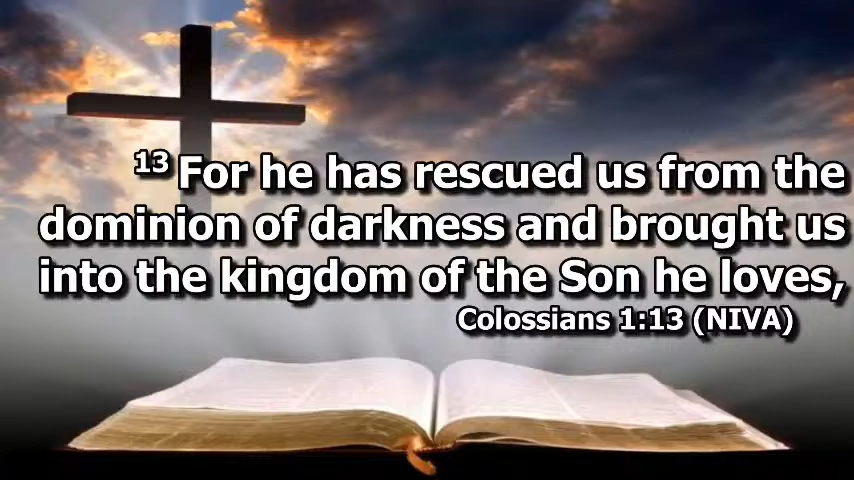 13 For he has rescued us from the
dominion of darkness and brought us
into the kingdom of the Son he loves,
Colossians 1:13 (NIVA)